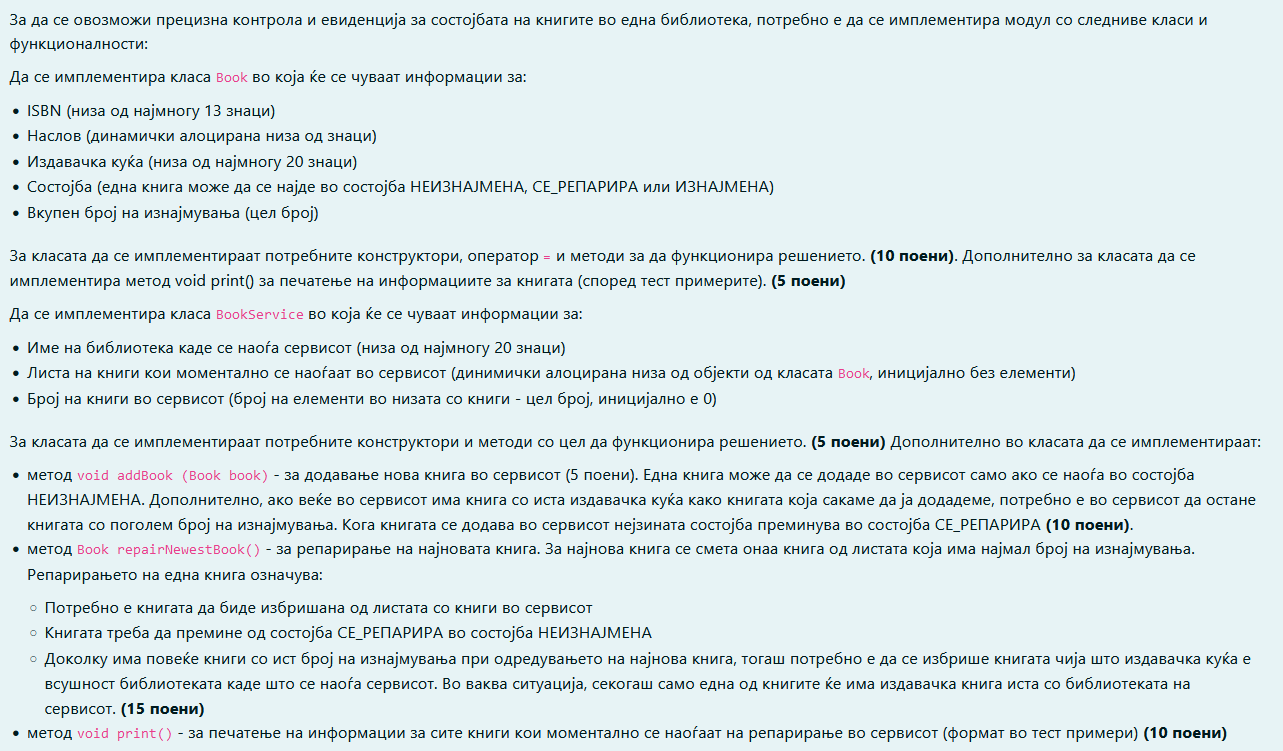 За да се овозможи прецизна контрола и евиденција за состојбата на книгите во една библиотека, потребно е да се имплементира модул со следниве класи и
функционалности:
Да се имплементира класа Book во која ќе се чуваат информации за:
• ISBN (низа од најмногу 13 знаци)
• Наслов (динамички алоцирана низа од знаци)
• Издавачка куќа (низа од најмногу 20 знаци)
• Состојба (една книга може да се најде во состојба НЕИЗНАЈМЕНА, СЕ_РЕПАРИРА или ИЗНАЈМЕНА)
• Вкупен број на изнајмувања (цел број)
За класата да се имплементираат потребните конструктори, оператор = и методи за да функционира решението. (10 поени). Дополнително за класата да се
имплементира метод void print() за печатење на информациите за книгата (според тест примерите). (5 поени)
Да се имплементира класа BookService во која ќе се чуваат информации за:
• Име на библиотека каде се наоѓа сервисот (низа од најмногу 20 знаци)
• Листа на книги кои моментално се наоѓаат во сервисот (динимички алоцирана низа од објекти од класата Book, иницијално без елементи)
• Број на книги во сервисот (број на елементи во низата со книги - цел број, иницијално е 0)
За класата да се имплементираат потребните конструктори и методи со цел да функционира решението. (5 поени) Дополнително во класата да се имплементираат:
• метод void addBook (Book book) - за додавање нова книга во сервисот (5 поени). Една книга може да се додаде во сервисот само ако се наоѓа во состојба
НЕИЗНАЈМЕНА. Дополнително, ако веќе во сервисот има книга со иста издавачка куќа како книгата која сакаме да ја додадеме, потребно е во сервисот да остане
книгата со поголем број на изнајмувања. Кога книгата се додава во сервисот нејзината состојба преминува во состојба СЕ_РЕПАРИРА (10 поени).
• метод Book repairNewestBook() - за репарирање на најновата книга. За најнова книга се смета онаа книга од листата која има најмал број на изнајмувања.
Репарирањето на една книга означува:
○ Потребно е книгата да биде избришана од листата со книги во сервисот
○ Книгата треба да премине од состојба СЕ_РЕПАРИРА во состојба НЕИЗНАЈМЕНА
○ Доколку има повеќе книги со ист број на изнајмувања при одредувањето на најнова книга, тогаш потребно е да се избрише книгата чија што издавачка куќа е
всушност библиотеката каде што се наоѓа сервисот. Во ваква ситуација, секогаш само една од книгите ќе има издавачка книга иста со библиотеката на
сервисот. (15 поени)
• метод void print() - за печатење на информации за сите книги кои моментално се наоѓаат на репарирање во сервисот (формат во тест примери) (10 поени)